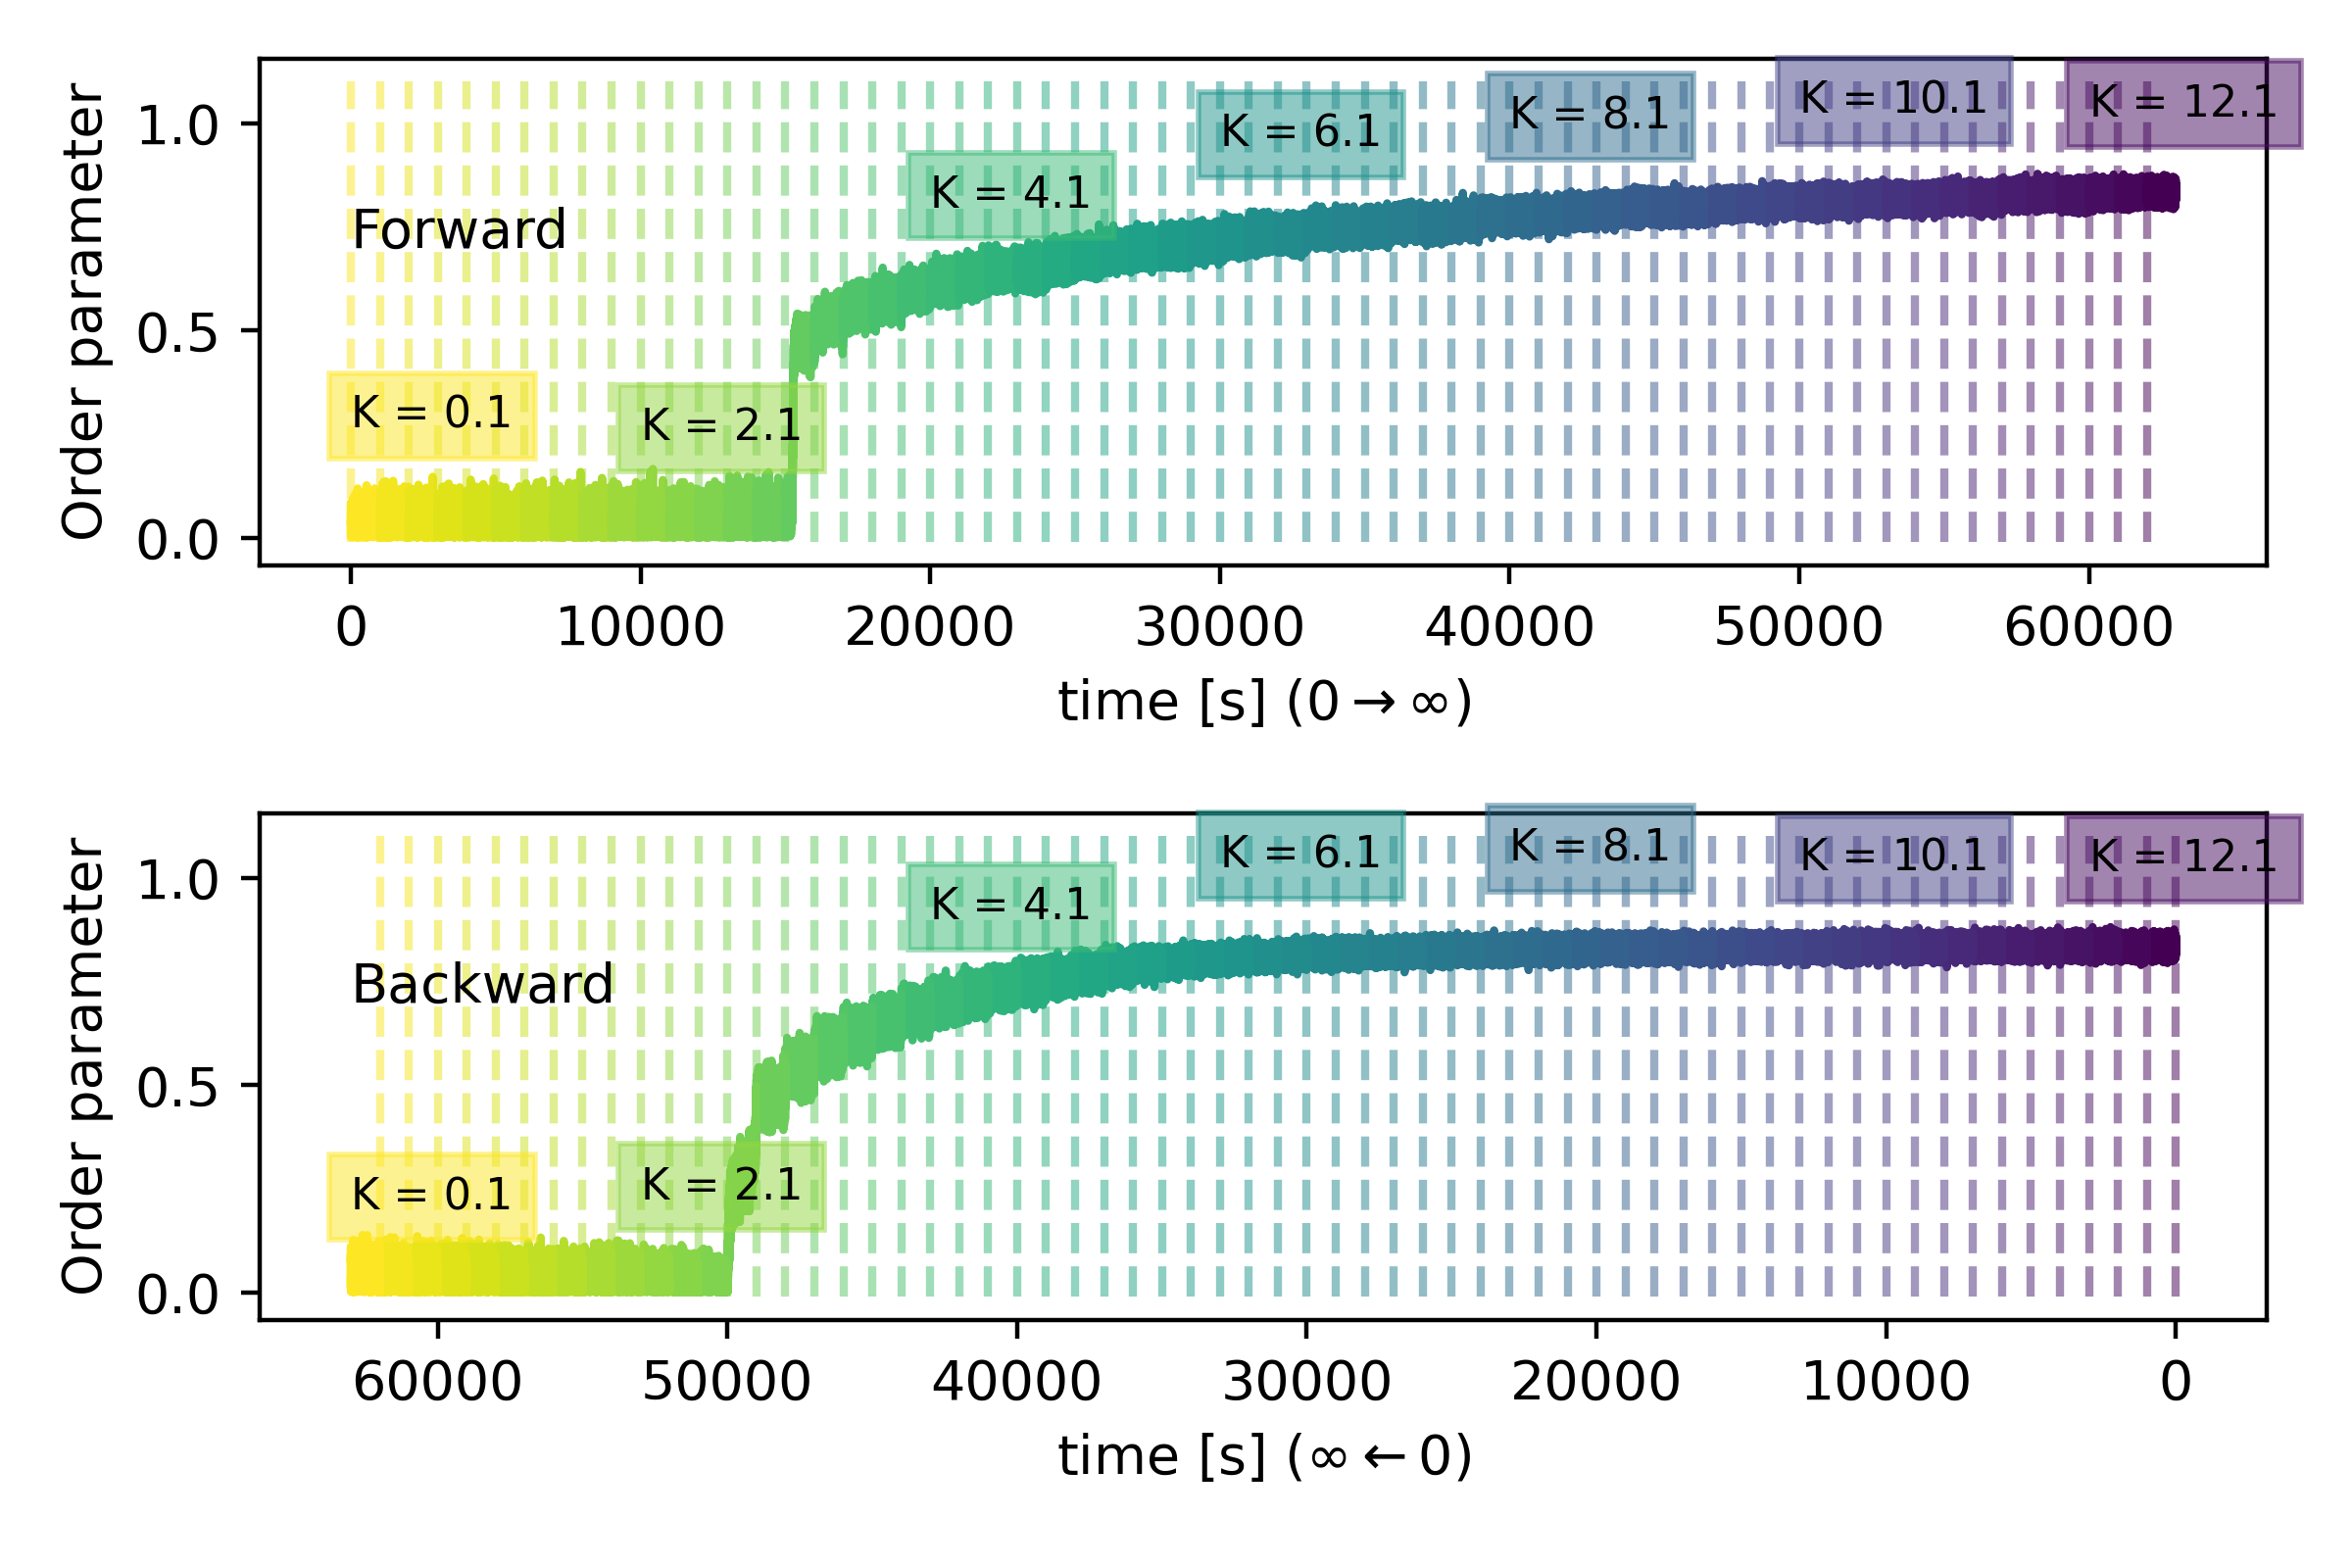 Order parameter
1.0
0.5
0.0
Forward
K = 0.1
K = 2.1
K = 4.1
K = 6.1
K = 8.1
K = 10.1
K = 12.1
0 10000 20000 30000 40000 50000 60000
time [s] (0 → ∞)
Order parameter
1.0
0.5
0.0
Backward
K = 0.1
K = 2.1
K = 4.1
K = 6.1
K = 8.1
K = 10.1
K = 12.1
60000 50000 40000 30000 20000 10000 0
time [s] (∞ ← 0)